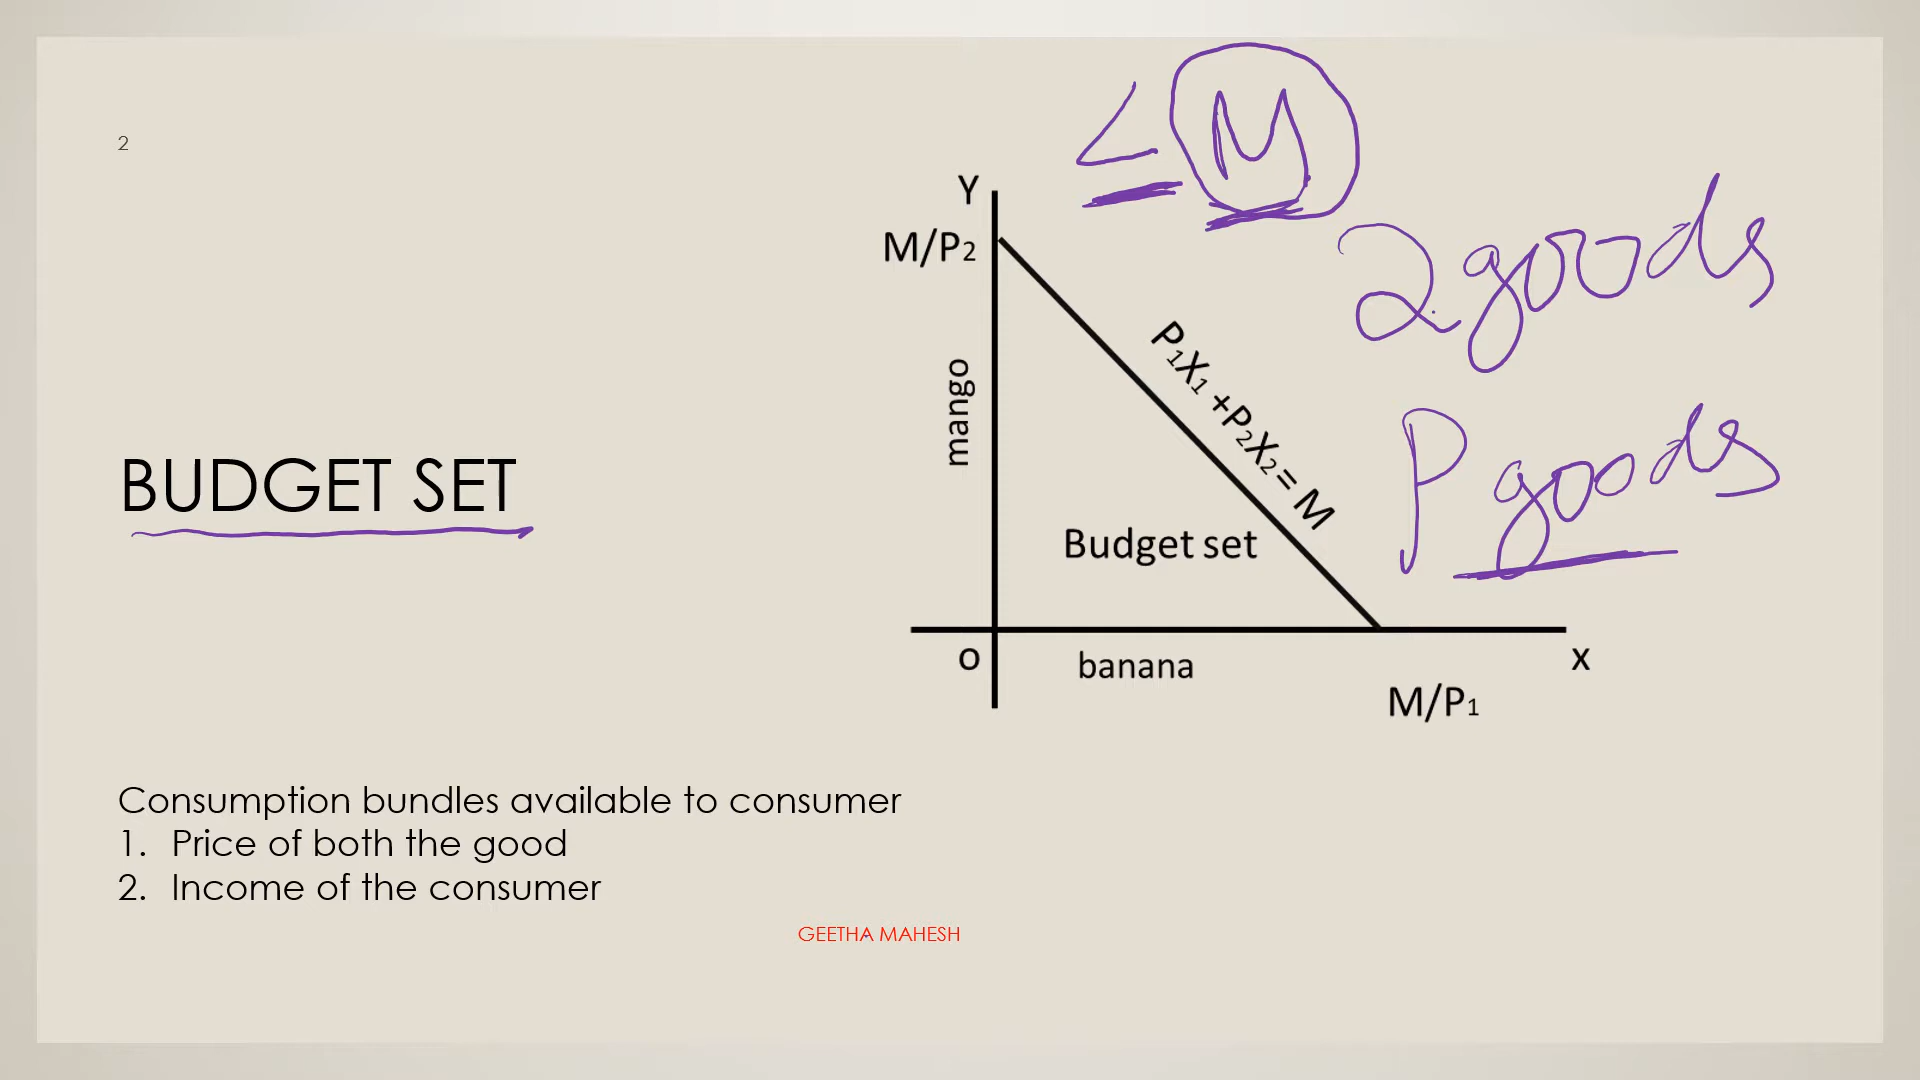 2
< M
Y
M/P2
2 goods
mango
P1X1 +P2X2 = M
P goods
BUDGET SET
Budget set
O
banana
x
M/P1
Consumption bundles available to consumer
1. Price of both the good
2. Income of the consumer
GEETHA MAHESH